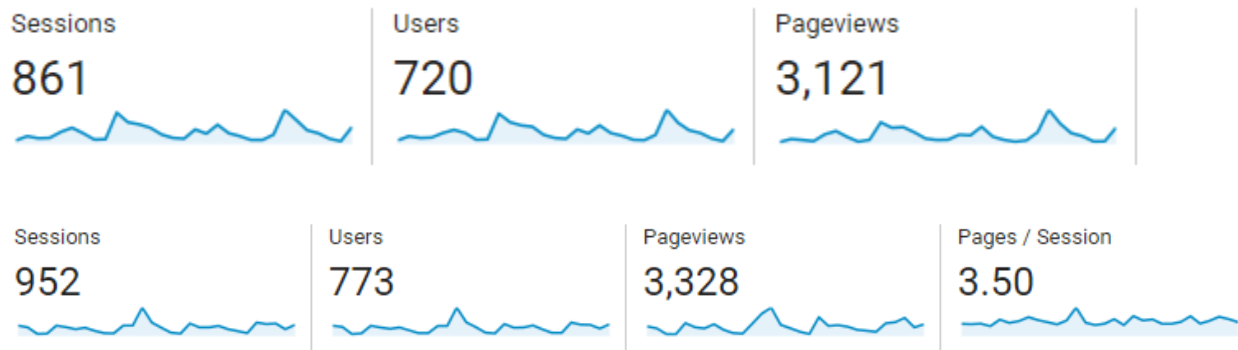 Sessions Users Pageviews
861 720 3,121
Sessions Users Pageviews Pages / Session
952 773 3,328 3.50